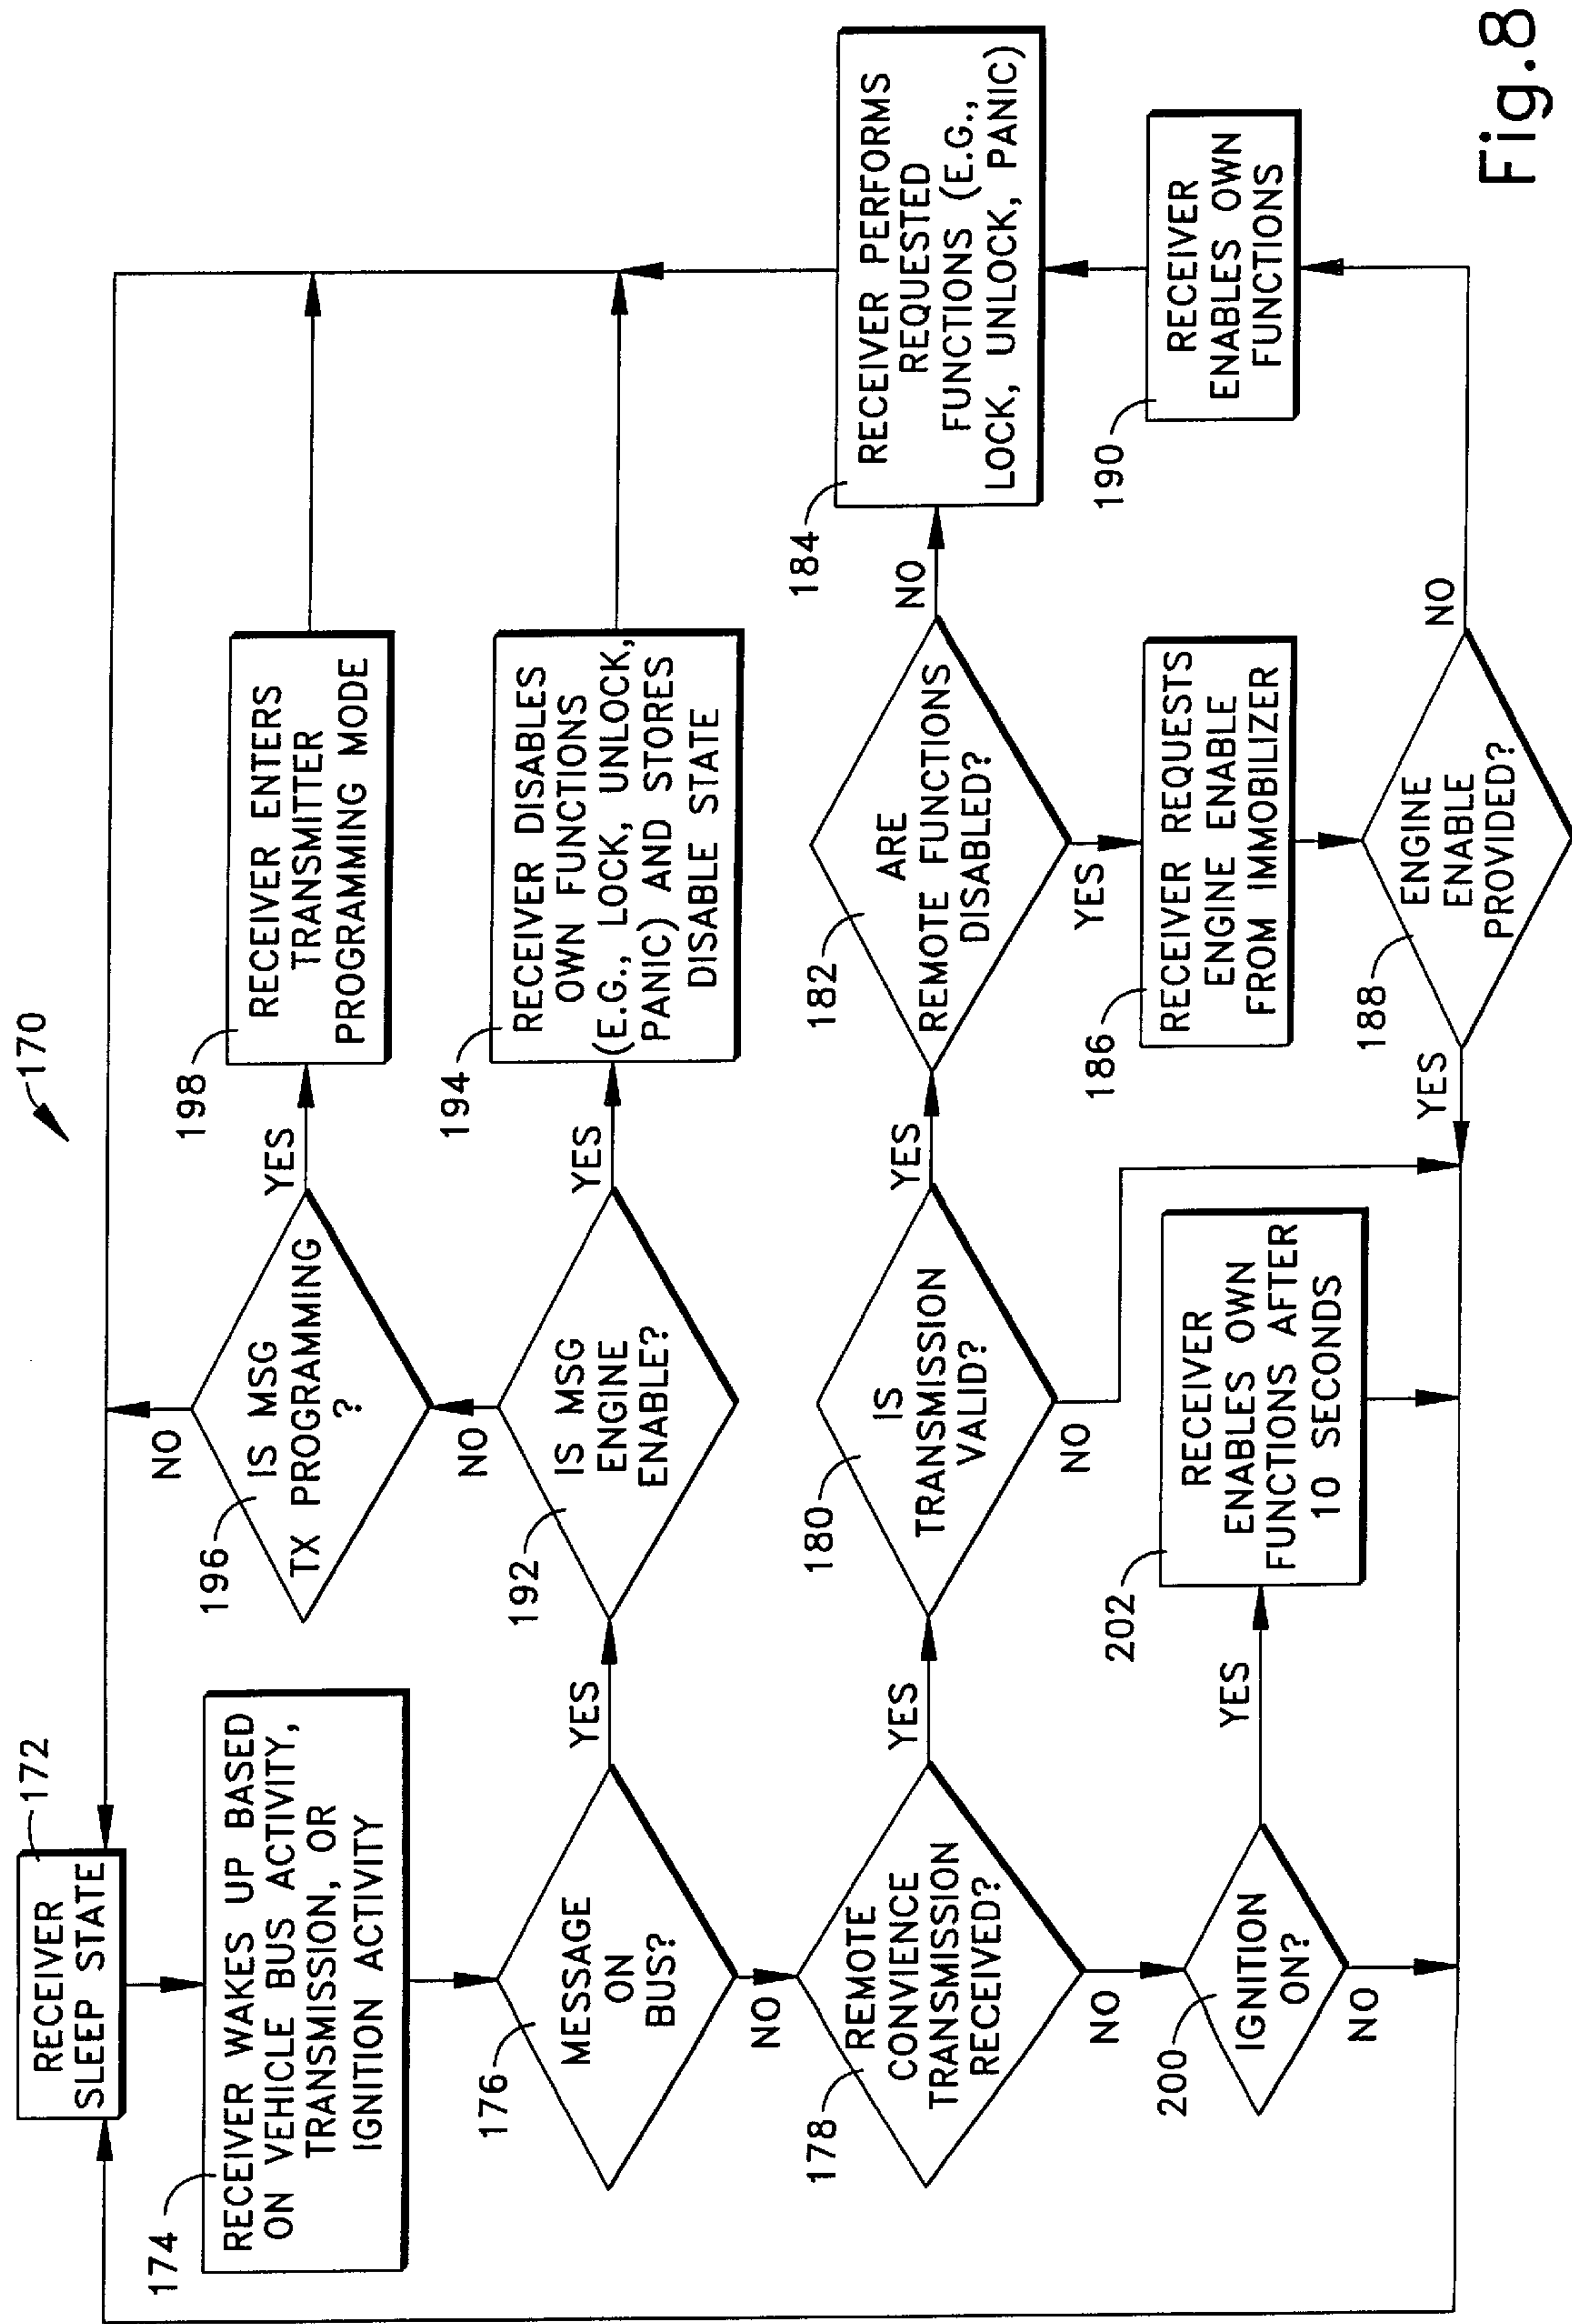 170
RECEIVER
SLEEP STATE
172
174
RECEIVER WAKES UP BASED
ON VEHICLE BUS ACTIVITY,
TRANSMISSION, OR
IGNITION ACTIVITY
176
MESSAGE
ON
BUS?
YES
NO
192
IS MSG
ENGINE
ENABLE?
YES
NO
194
RECEIVER DISABLES
OWN FUNCTIONS
(E.G., LOCK, UNLOCK,
PANIC) AND STORES
DISABLE STATE
196
IS MSG
TX PROGRAMMING
?
YES
NO
198
RECEIVER ENTERS
TRANSMITTER
PROGRAMMING MODE
178
REMOTE
CONVIENCE
TRANSMISSION
RECEIVED?
YES
NO
180
IS
TRANSMISSION
VALID?
YES
NO
182
ARE
REMOTE FUNCTIONS
DISABLED?
NO
YES
184
RECEIVER PERFORMS
REQUESTED
FUNCTIONS (E.G.,
LOCK, UNLOCK, PANIC)
186
RECEIVER REQUESTS
ENGINE ENABLE
FROM IMMOBILIZER
188
ENGINE
ENABLE
PROVIDED?
YES
NO
190
RECEIVER
ENABLES OWN
FUNCTIONS
200
IGNITION
ON?
YES
NO
202
RECEIVER
ENABLES OWN
FUNCTIONS AFTER
10 SECONDS
Fig.8